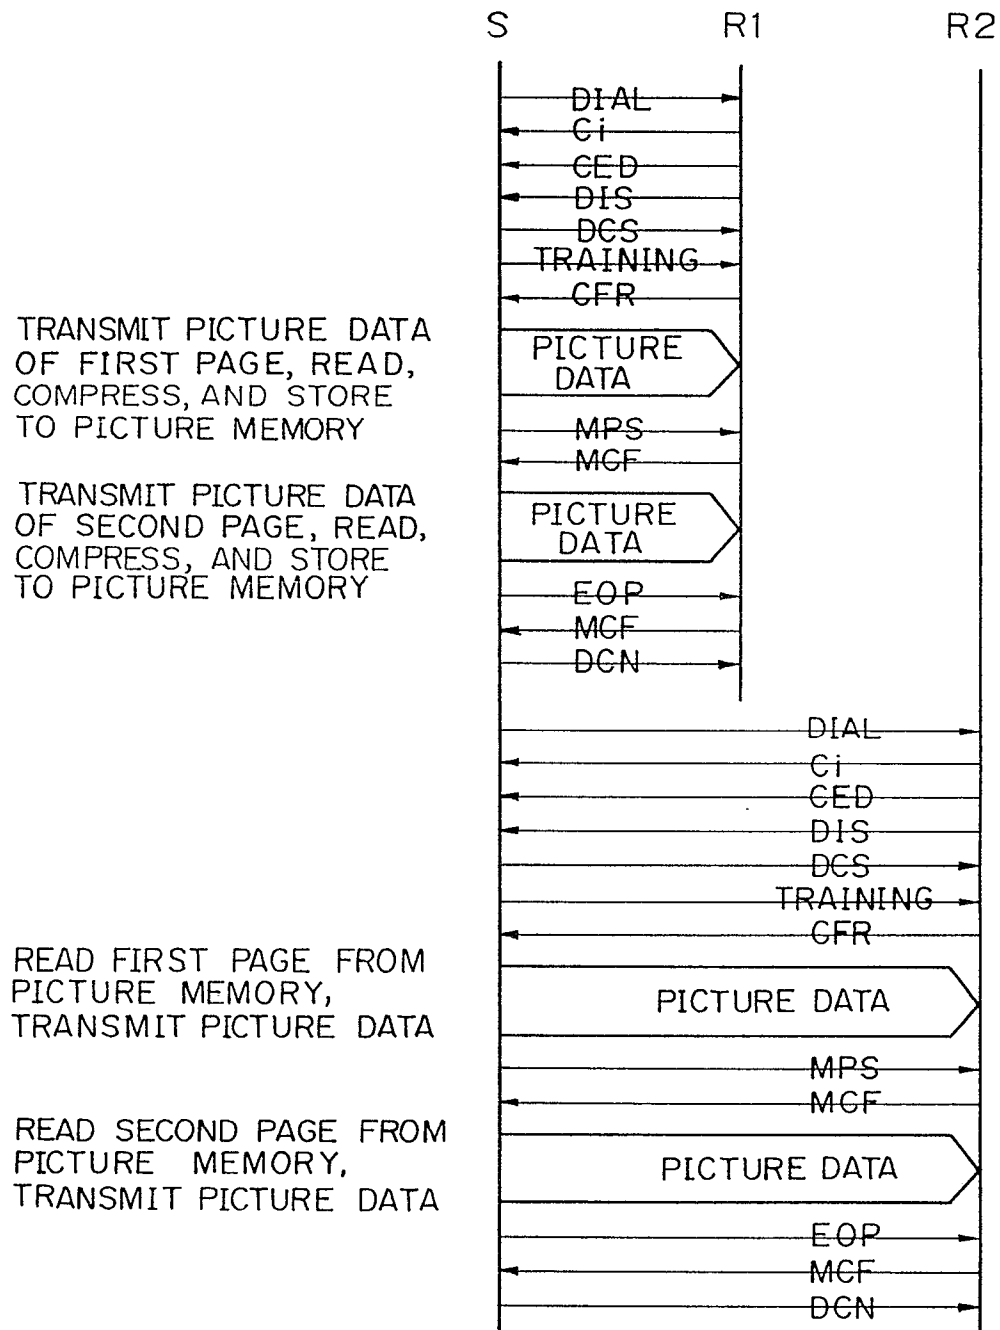 S R1 R2
DIAL
Ci
CED
DIS
DCS
TRAINING
CFR
TRANSMIT PICTURE DATA
OF FIRST PAGE, READ,
COMPRESS, AND STORE
TO PICTURE MEMORY
PICTURE
DATA
MPS
MCF
TRANSMIT PICTURE DATA
OF SECOND PAGE, READ,
COMPRESS, AND STORE
TO PICTURE MEMORY
PICTURE
DATA
EOP
MCF
DCN
DIAL
Ci
CED
DIS
DCS
TRAINING
CFR
READ FIRST PAGE FROM
PICTURE MEMORY,
TRANSMIT PICTURE DATA
PICTURE DATA
MPS
MCF
READ SECOND PAGE FROM
PICTURE MEMORY,
TRANSMIT PICTURE DATA
PICTURE DATA
EOP
MCF
DCN